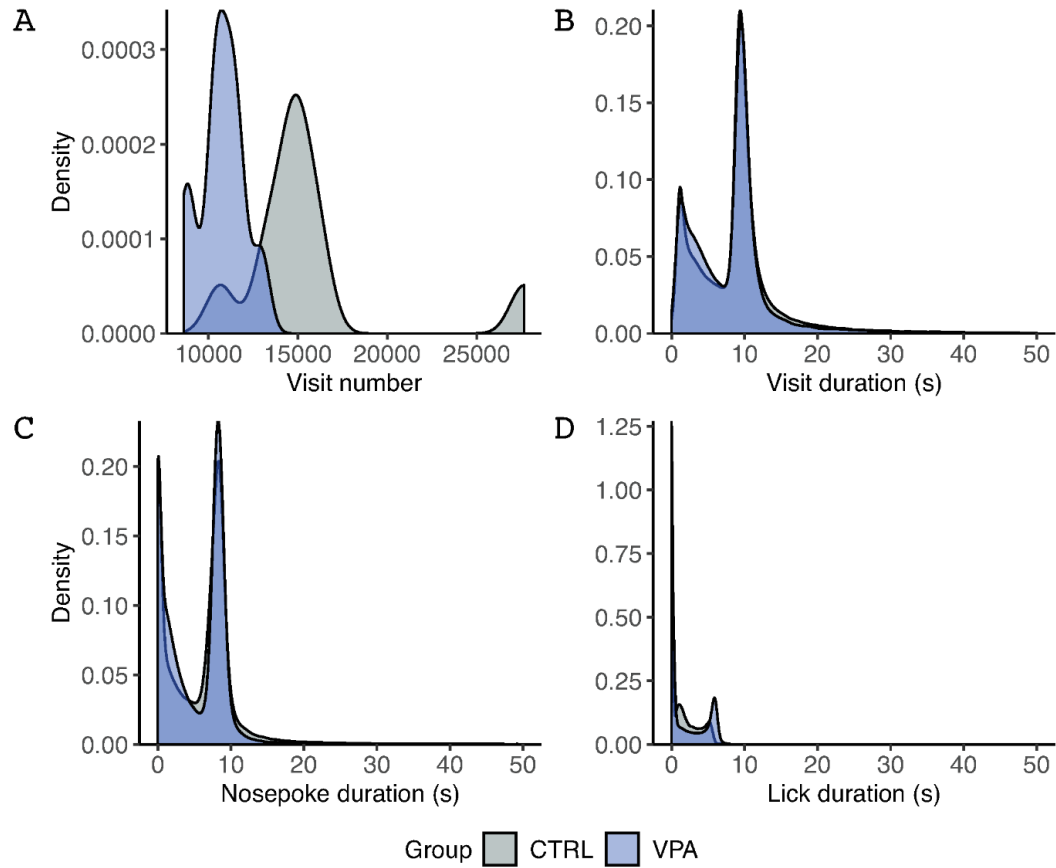 A
Density
0.0003
0.0002
0.0001
0.0000
10000 15000 20000 25000
Visit number
B
0.20
0.15
0.10
0.05
0.00
0 10 20 30 40 50
Visit duration (s)
C
Density
0.20
0.15
0.10
0.05
0.00
0 10 20 30 40 50
Nosepoke duration (s)
D
1.25
1.00
0.75
0.50
0.25
0.00
0 10 20 30 40 50
Lick duration (s)
Group CTRL VPA